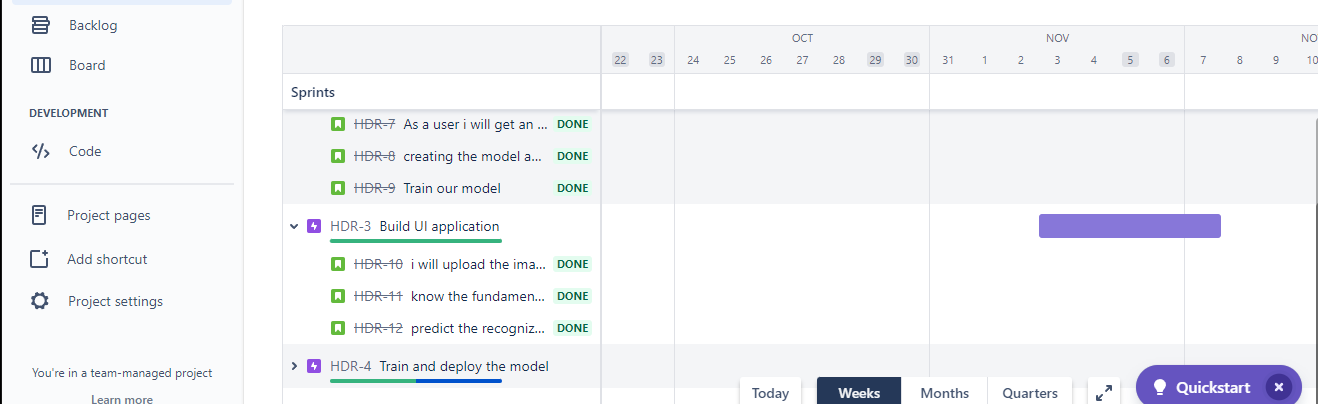 Backlog
Board
DEVELOPMENT
Code
Project pages
Add shortcut
Project settings
You're in a team-managed project
Learn more
OCT NOV NO
22 23 24 25 26 27 28 29 30 31 1 2 3 4 5 6 7 8 9 10
Sprints
HDR-7 As a user i will get an ... DONE
HDR-8 creating the model a... DONE
HDR-9 Train our model DONE
HDR-3 Build UI application
HDR-10 i will upload the ima... DONE
HDR-11 know the fundamen... DONE
HDR-12 predict the recogniz... DONE
HDR-4 Train and deploy the model
Today Weeks Months Quarters Quickstart